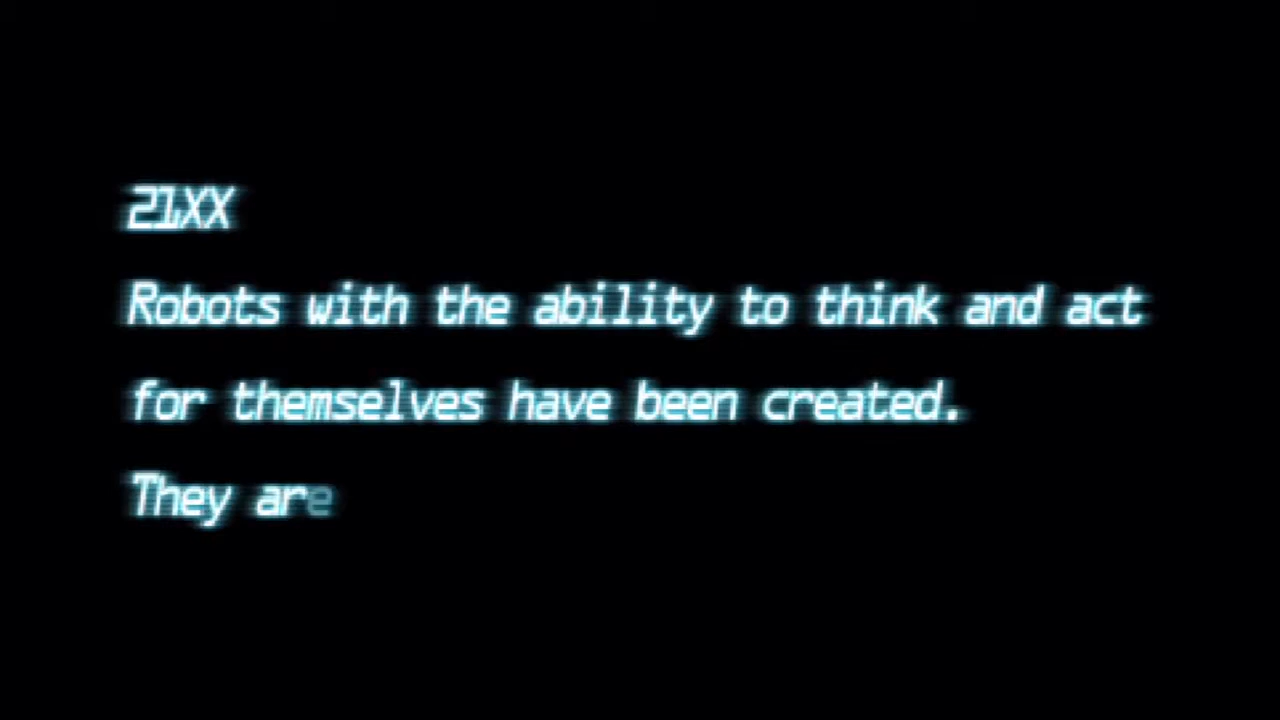 21XX
Robots with the ability to think and act
for themselves have been created.
They are